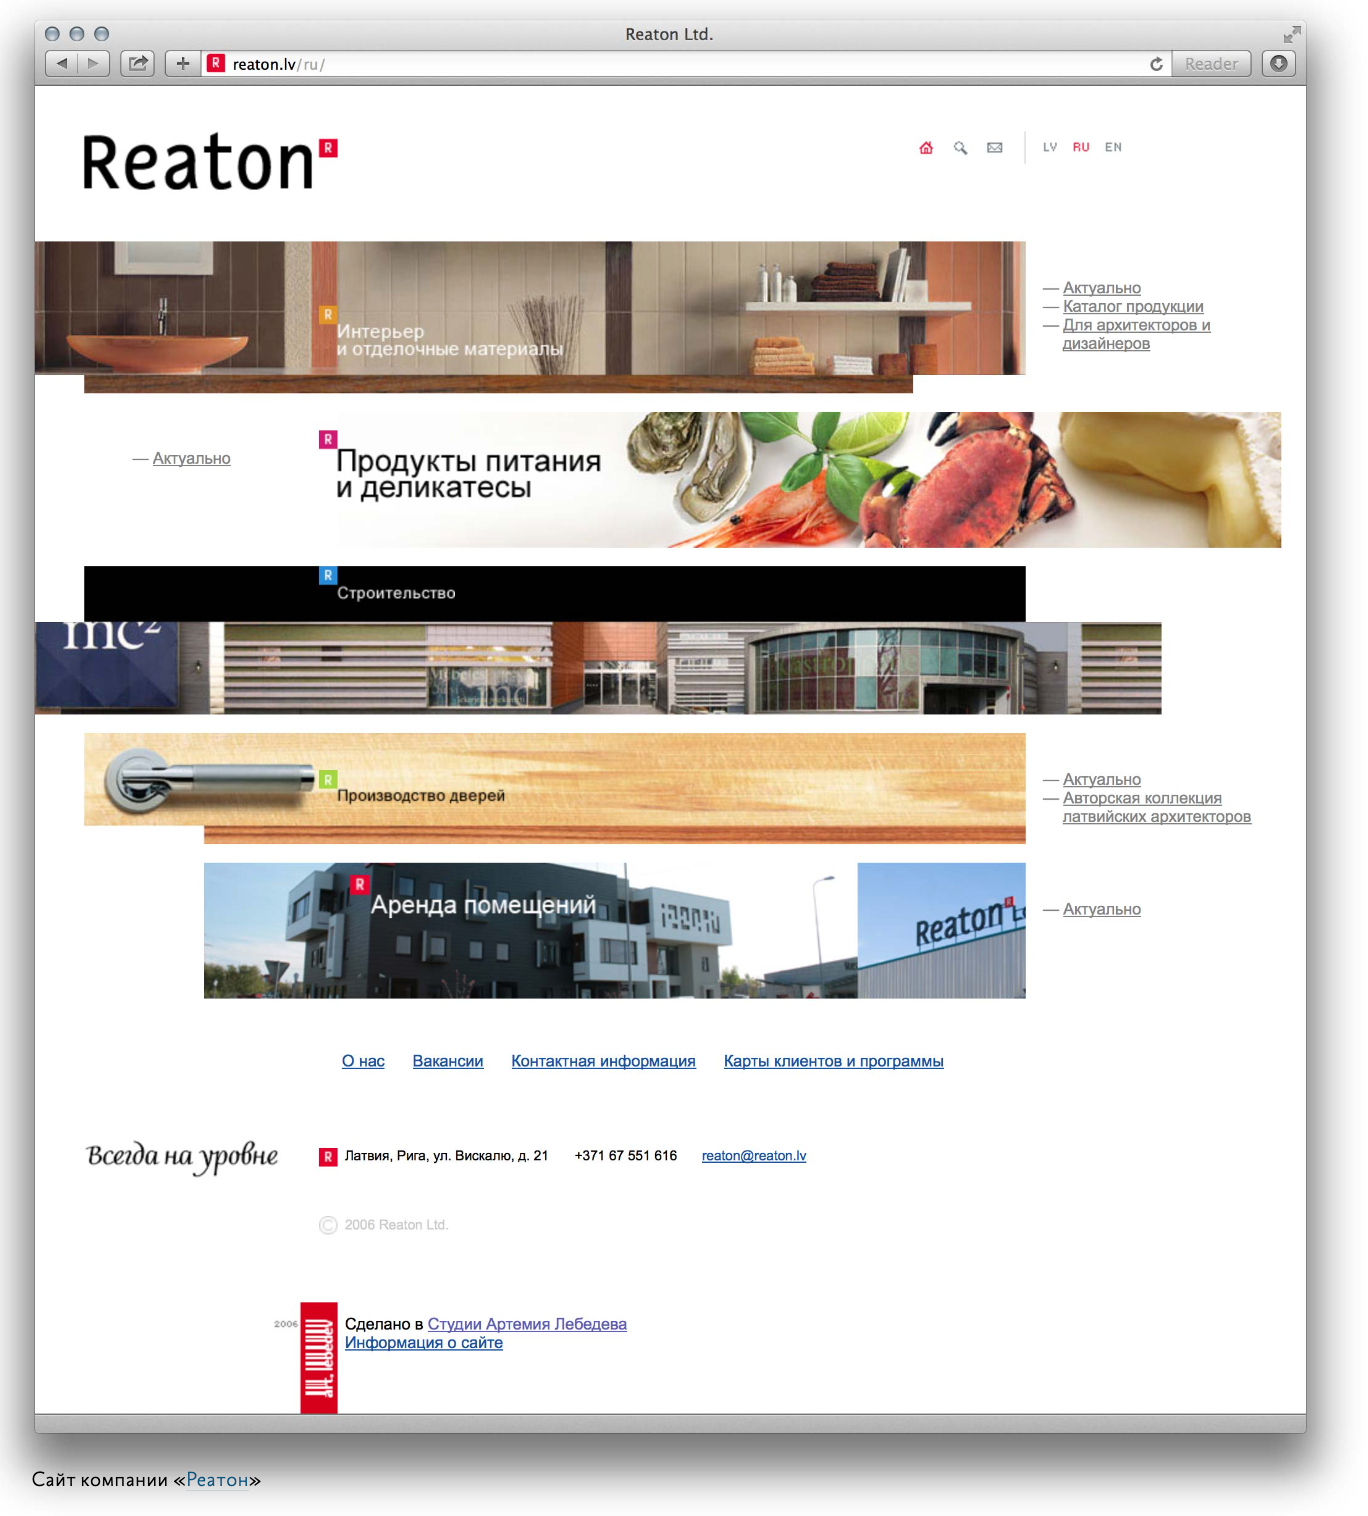 Reaton Ltd.
reaton.lv/ru/
Reader
Reaton R
LV RU EN
R
Интерьер
и отделочные материалы
— Актуально
— Каталог продукции
— Для архитекторов и
дизайнеров
— Актуально
R
Продукты питания
и деликатесы
R
Строительство
mc²
R
Производство дверей
— Актуально
— Авторская коллекция
латвийских архитекторов
R
Аренда помещений
Reaton R
— Актуально
О нас Вакансии Контактная информация Карты клиентов и программы
Всегда на уровне
R Латвия, Рига, ул. Вискалю, д. 21 +371 67 551 616 reaton@reaton.lv
© 2006 Reaton Ltd.
2006
art. lebedev
Сделано в Студии Артемия Лебедева
Информация о сайте
Сайт компании «Реатон»